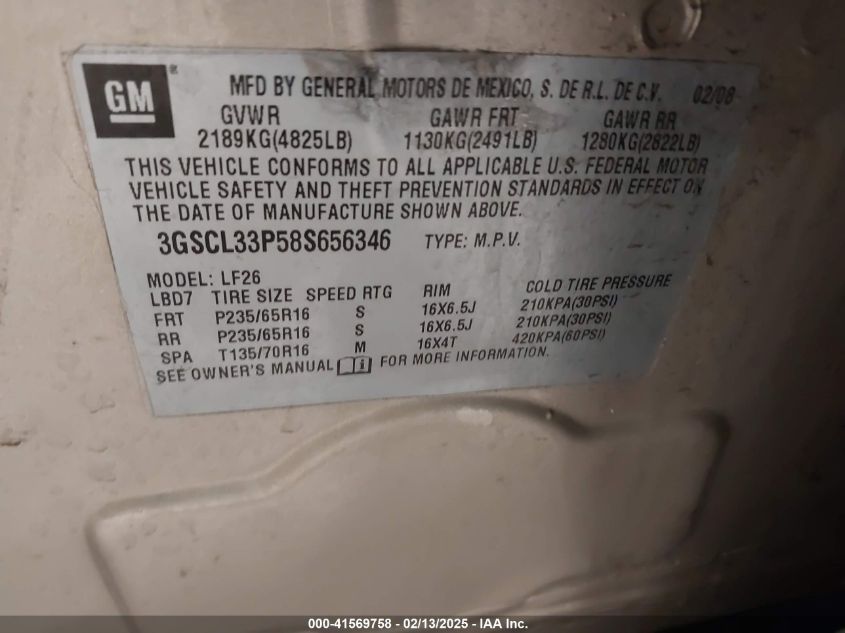 GM ®
MFD BY GENERAL MOTORS DE MEXICO, S. DE R.L. DE C.V. 02/08
GVWR GAWR FRT GAWR RR
2189KG(4825LB) 1130KG(2491LB) 1280KG(2822LB)
THIS VEHICLE CONFORMS TO ALL APPLICABLE U.S. FEDERAL MOTOR
VEHICLE SAFETY AND THEFT PREVENTION STANDARDS IN EFFECT ON
THE DATE OF MANUFACTURE SHOWN ABOVE.
3GSCL33P58S656346 TYPE: M.P.V.
MODEL: LF26
LBD7 TIRE SIZE SPEED RTG RIM COLD TIRE PRESSURE
FRT P235/65R16 S 16X6.5J 210KPA(30PSI)
RR P235/65R16 S 16X6.5J 210KPA(30PSI)
SPA T135/70R16 M 16X4T 420KPA(60PSI)
SEE OWNER'S MANUAL i FOR MORE INFORMATION.
000-41569758 - 02/13/2025 - IAA Inc.